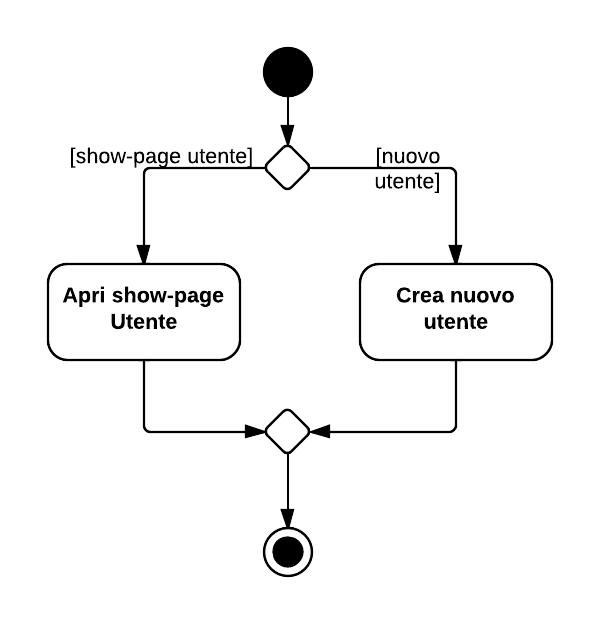 [show-page utente]
[nuovo
utente]
Apri show-page
Utente
Crea nuovo
utente